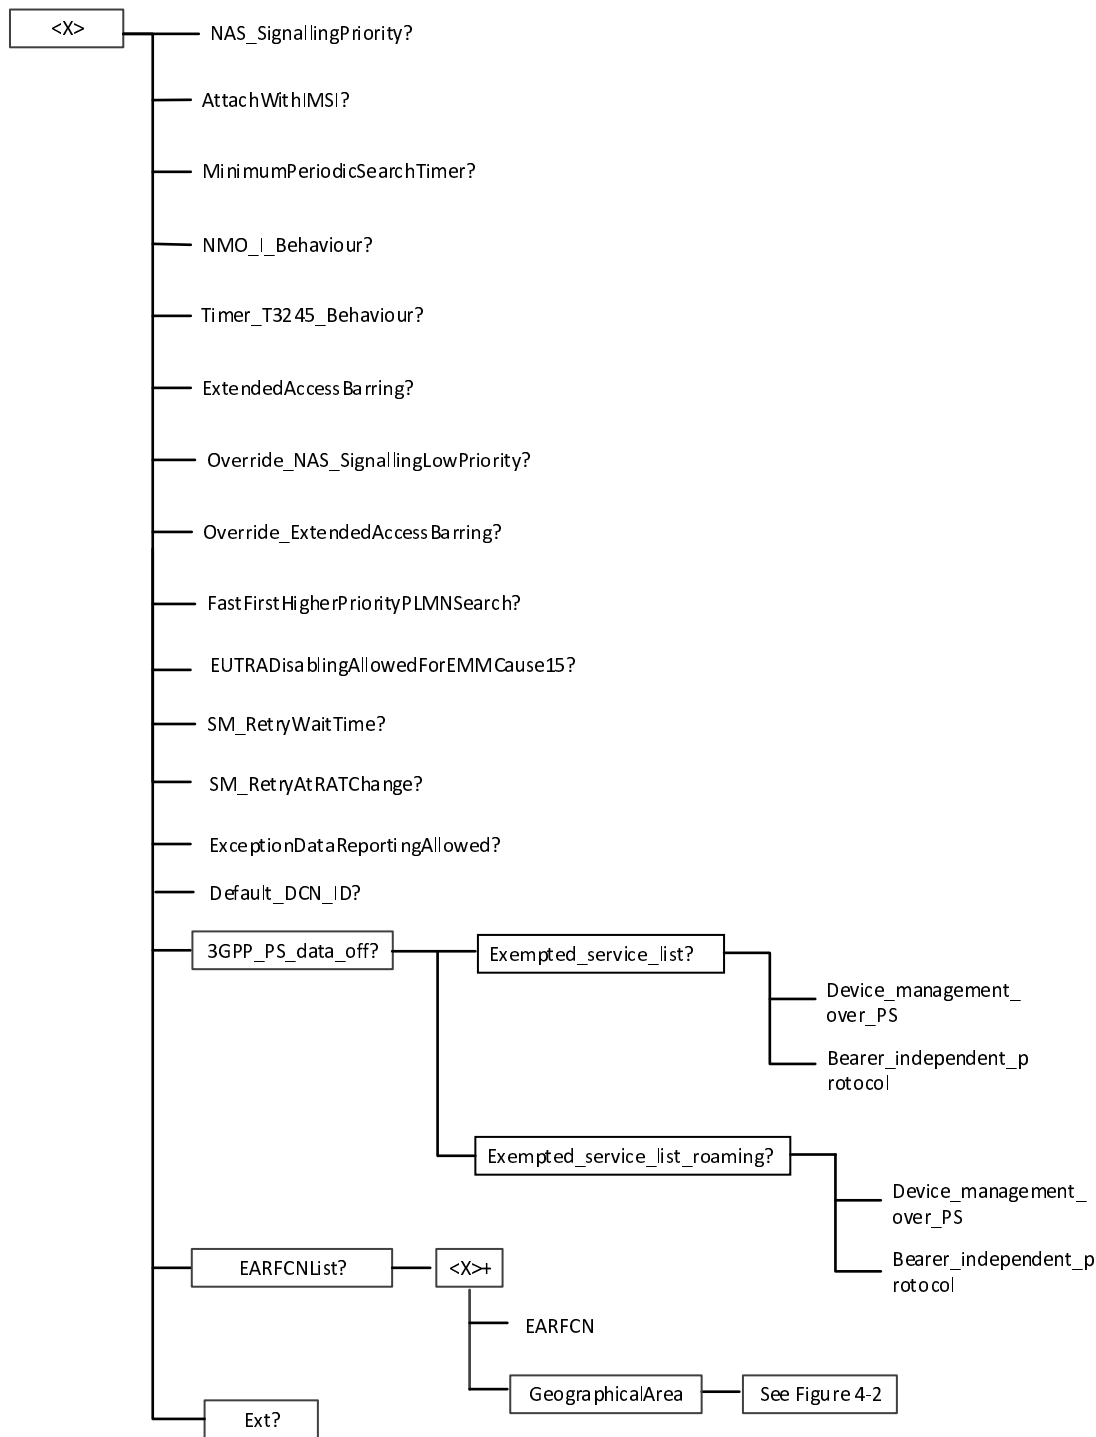 <X>
NAS_SignallingPriority?
AttachWithIMSI?
MinimumPeriodicSearchTimer?
NMO_I_Behaviour?
Timer_T3245_Behaviour?
ExtendedAccessBarring?
Override_NAS_SignallingLowPriority?
Override_ExtendedAccessBarring?
FastFirstHigherPriorityPLMNSearch?
EUTRADisablingAllowedForEMMCause15?
SM_RetryWaitTime?
SM_RetryAtRATChange?
ExceptionDataReportingAllowed?
Default_DCN_ID?
3GPP_PS_data_off?
Exempted_service_list?
Device_management_
over_PS
Bearer_independent_p
rotocol
Exempted_service_list_roaming?
Device_management_
over_PS
Bearer_independent_p
rotocol
EARFCNList?
<X>+
EARFCN
GeographicalArea
See Figure 4-2
Ext?